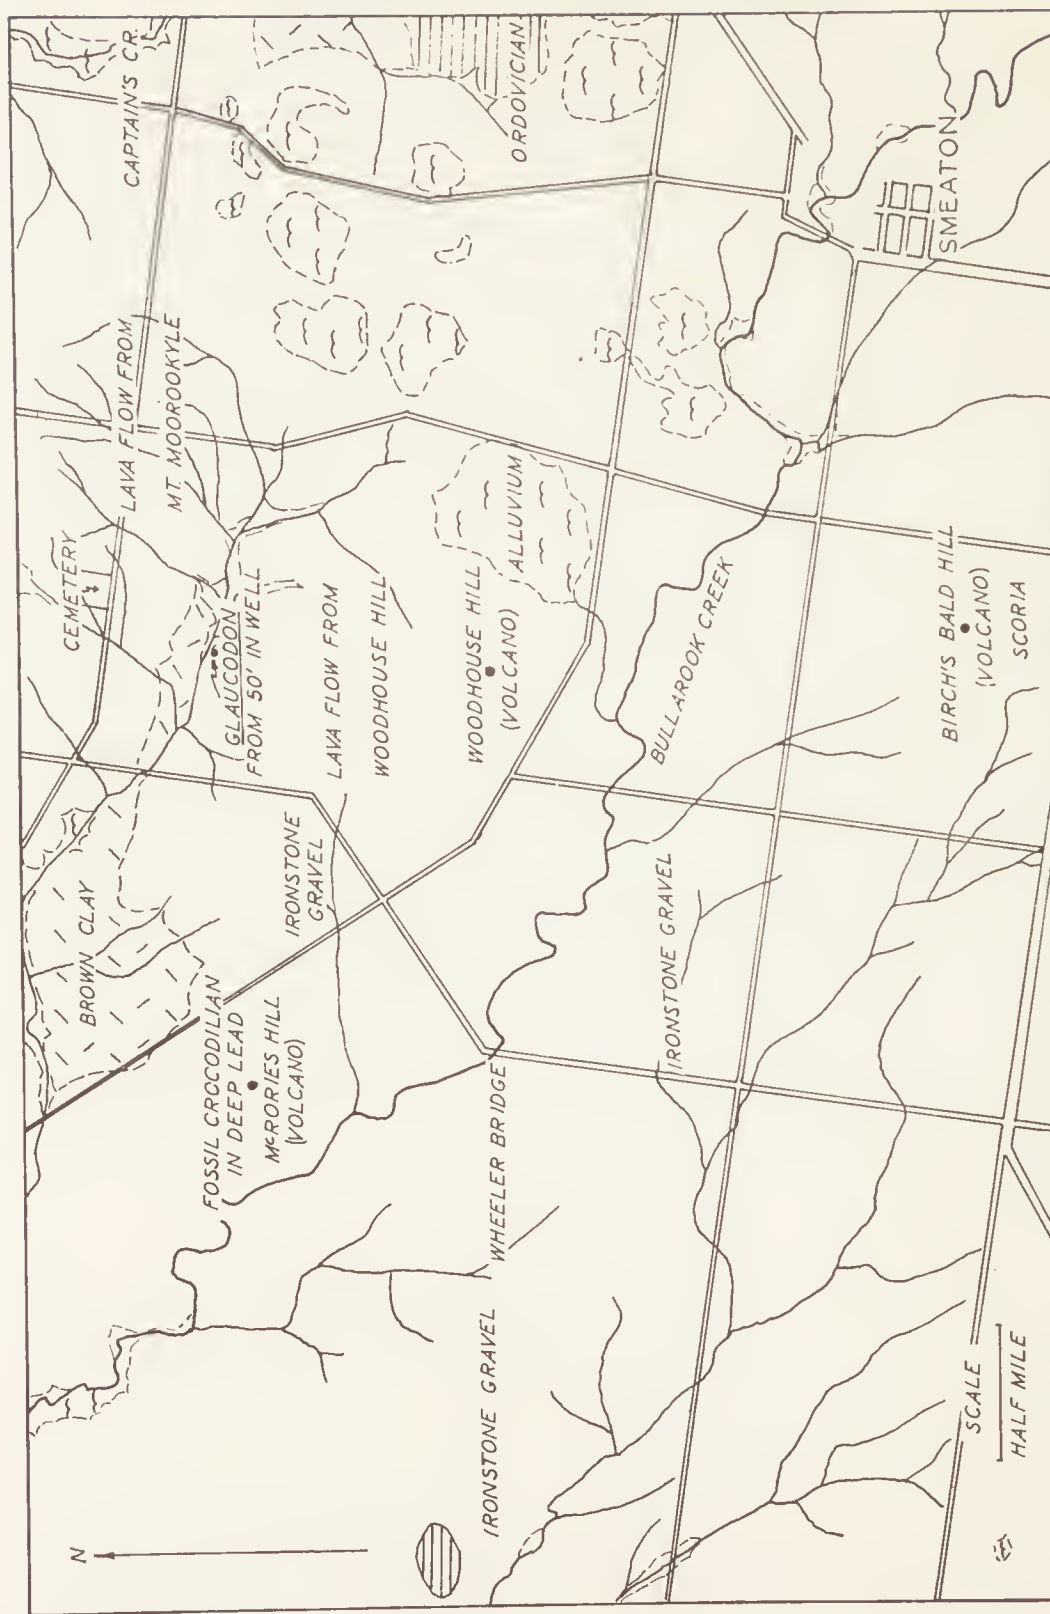 N
FOSSIL CROCODILIAN
IN DEEP LEAD
McRORIES HILL
(VOLCANO)
BROWN CLAY
CEMETERY
GLAUCODON
FROM 50' IN WELL
LAVA FLOW FROM
MT. MOOROOKYLE
CAPTAIN'S CR.
IRONSTONE
GRAVEL
LAVA FLOW FROM
WOODHOUSE HILL
WOODHOUSE HILL
(VOLCANO)
ALLUVIUM
ORDOVICIAN
IRONSTONE GRAVEL
WHEELER BRIDGE
IRONSTONE GRAVEL
BULLAROOK CREEK
SMEATON
BIRCH'S BALD HILL
(VOLCANO)
SCORIA
SCALE
HALF MILE